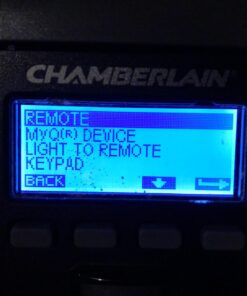 CHAMBERLAIN®
REMOTE
MYQ(R) DEVICE
LIGHT TO REMOTE
KEYPAD
BACK